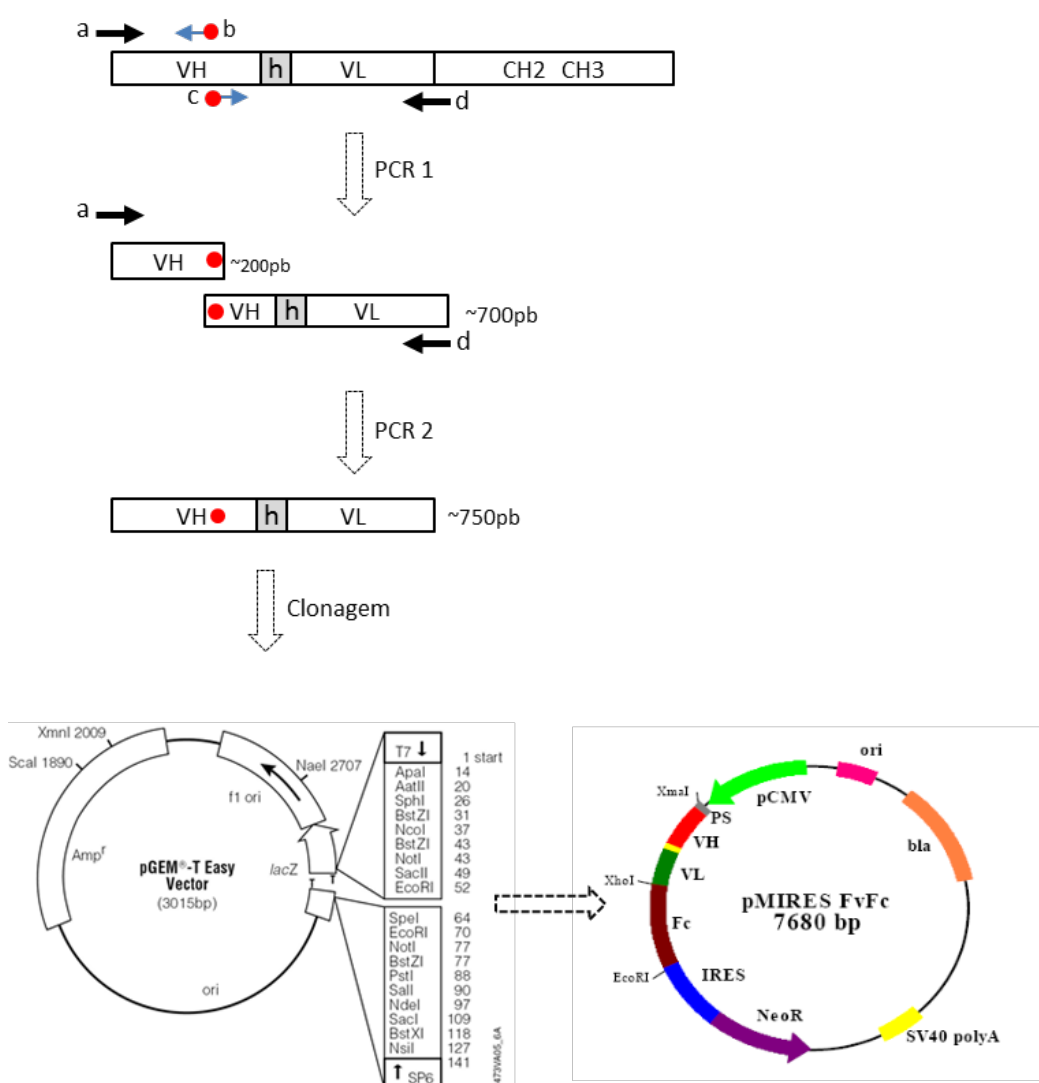 a
b
VH h VL CH2 CH3
c
d
PCR 1
a
VH
~200pb
VH h VL
~700pb
d
PCR 2
VH h VL
~750pb
Clonagem
XmnI 2009
ScaI 1890
NaeI 2707
f1 ori
Ampr
pGEM®-T Easy
Vector
(3015bp)
lacZ
ori
T7 ↓
1 start
ApaI 14
AatII 20
SphI 26
BstZI 31
NcoI 37
BstZI 43
NotI 43
SacII 49
EcoRI 52
SpeI 64
EcoRI 70
NotI 77
BstZI 77
PstI 88
SalI 90
NdeI 97
SacI 109
BstXI 118
NsiI 127
141
↑ SP6
473VA05_6A
ori
pCMV
XmaI
PS
VH
bla
VL
XhoI
pMIRES FvFc
7680 bp
Fc
EcoRI
IRES
NeoR
SV40 polyA